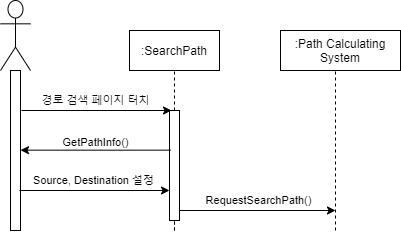 :SearchPath
:Path Calculating
System
경로 검색 페이지 터치
GetPathInfo()
Source, Destination 설정
RequestSearchPath()